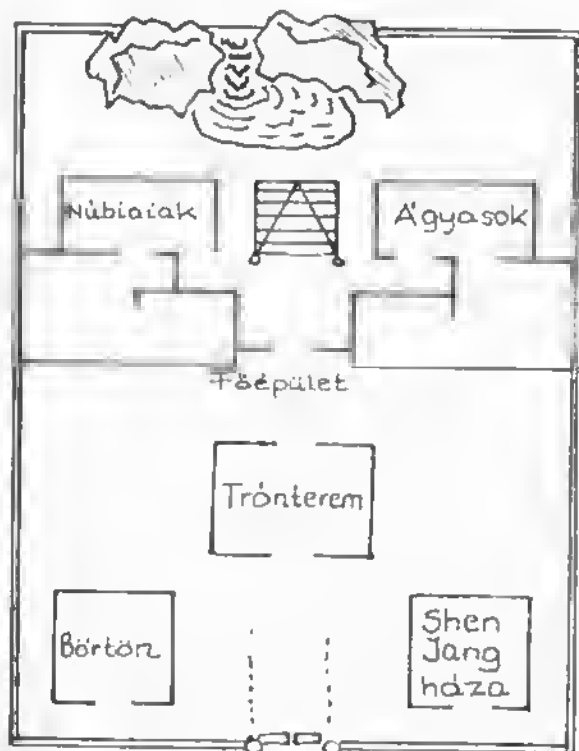 Núbiaiak
Ágyasok
Főépület
Trónterem
Börtön
Shen
Jang
háza